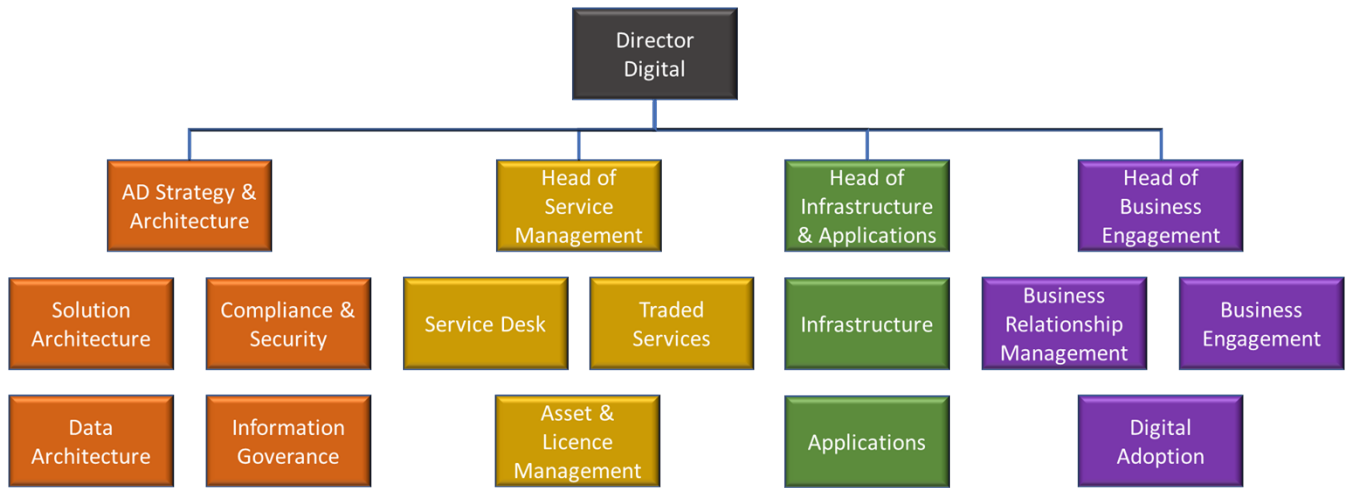 Director
Digital
AD Strategy &
Architecture
Head of
Service
Management
Head of
Infrastructure
& Applications
Head of
Business
Engagement
Solution
Architecture
Compliance &
Security
Service Desk
Traded
Services
Infrastructure
Business
Relationship
Management
Business
Engagement
Data
Architecture
Information
Goverance
Asset &
Licence
Management
Applications
Digital
Adoption